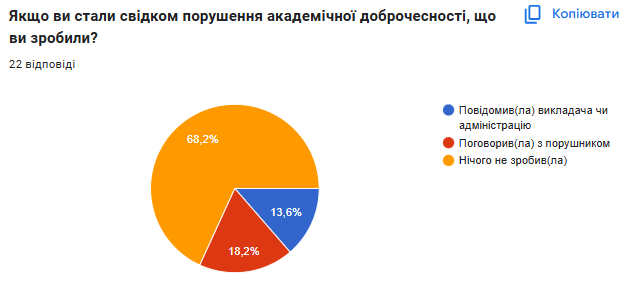 Якщо ви стали свідком порушення академічної доброчесності, що
ви зробили?
Копіювати
22 відповіді
68,2%
13,6%
18,2%
Повідомив(ла) викладача чи
адміністрацію
Поговорив(ла) з порушником
Нічого не зробив(ла)